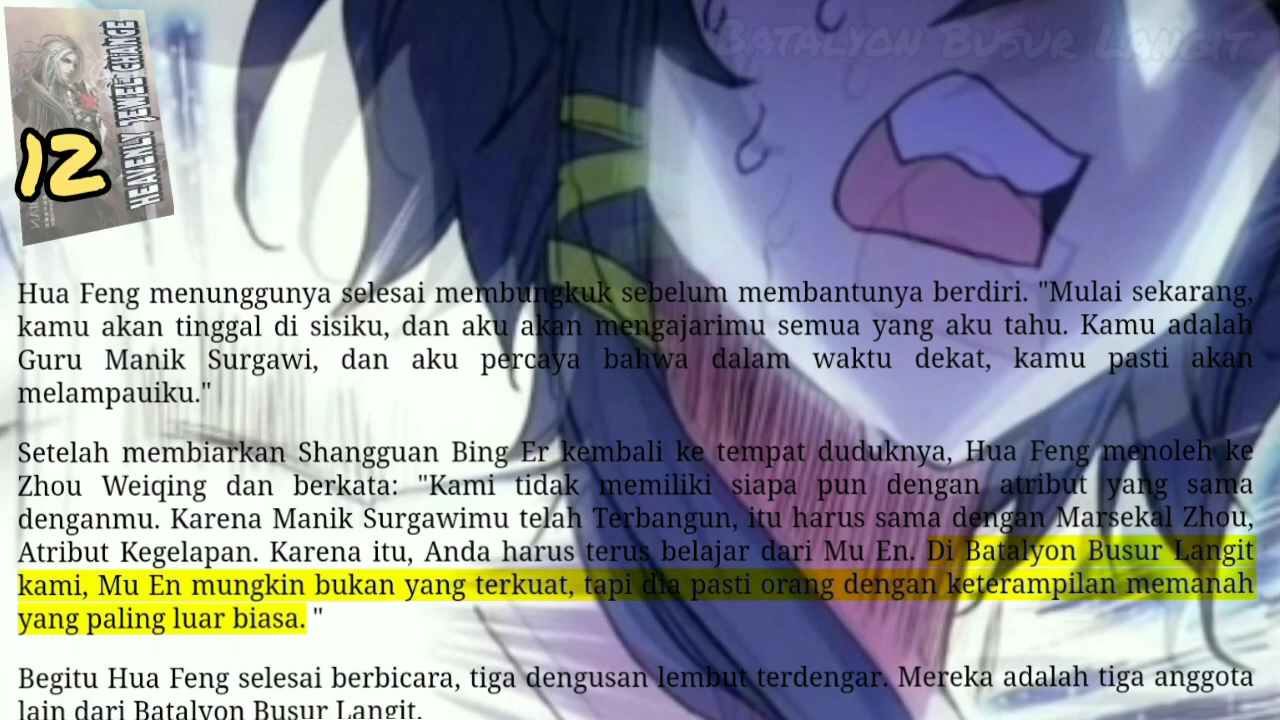 Batalyon Busur Langit
HEAVENLY JEWEL CHANGE
12
Hua Feng menunggunya selesai membungkuk sebelum membantunya berdiri. "Mulai sekarang,
kamu akan tinggal di sisiku, dan aku akan mengajarimu semua yang aku tahu. Kamu adalah
Guru Manik Surgawi, dan aku percaya bahwa dalam waktu dekat, kamu pasti akan
melampauiku."
Setelah membiarkan Shangguan Bing Er kembali ke tempat duduknya, Hua Feng menoleh ke
Zhou Weiqing dan berkata: "Kami tidak memiliki siapa pun dengan atribut yang sama
denganmu. Karena Manik Surgawimu telah Terbangun, itu harus sama dengan Marsekal Zhou,
Atribut Kegelapan. Karena itu, Anda harus terus belajar dari Mu En. Di Batalyon Busur Langit
kami, Mu En mungkin bukan yang terkuat, tapi dia pasti orang dengan keterampilan memanah
yang paling luar biasa. "
Begitu Hua Feng selesai berbicara, tiga dengusan lembut terdengar. Mereka adalah tiga anggota
lain dari Batalyon Busur Langit.